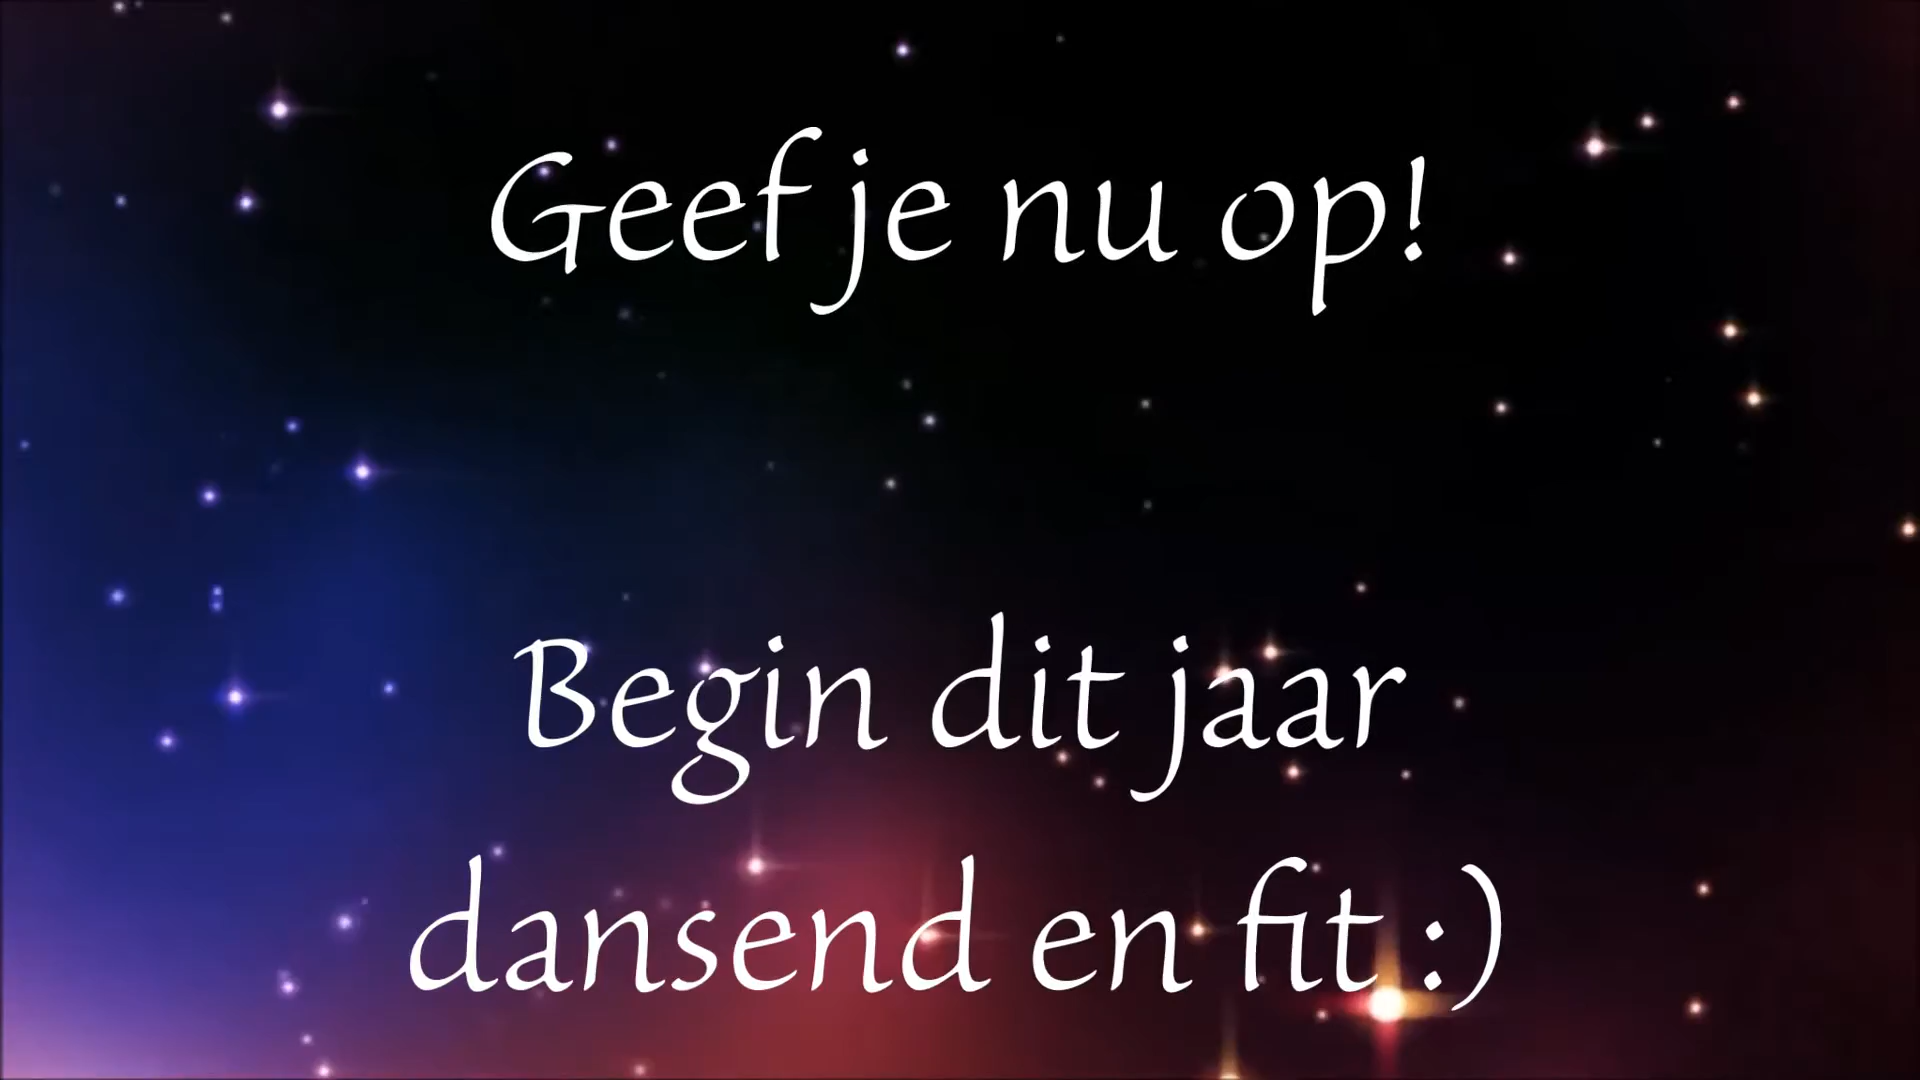 Geef je nu op!
Begin dit jaar
dansend en fit :)